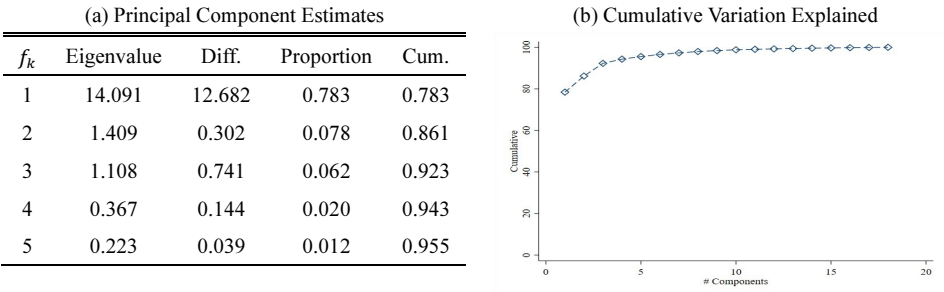 (a) Principal Component Estimates
f_k Eigenvalue Diff. Proportion Cum.
1 14.091 12.682 0.783 0.783
2 1.409 0.302 0.078 0.861
3 1.108 0.741 0.062 0.923
4 0.367 0.144 0.020 0.943
5 0.223 0.039 0.012 0.955
(b) Cumulative Variation Explained
100
80
60
40
20
0
Cumulative
0 5 10 15 20
# Components